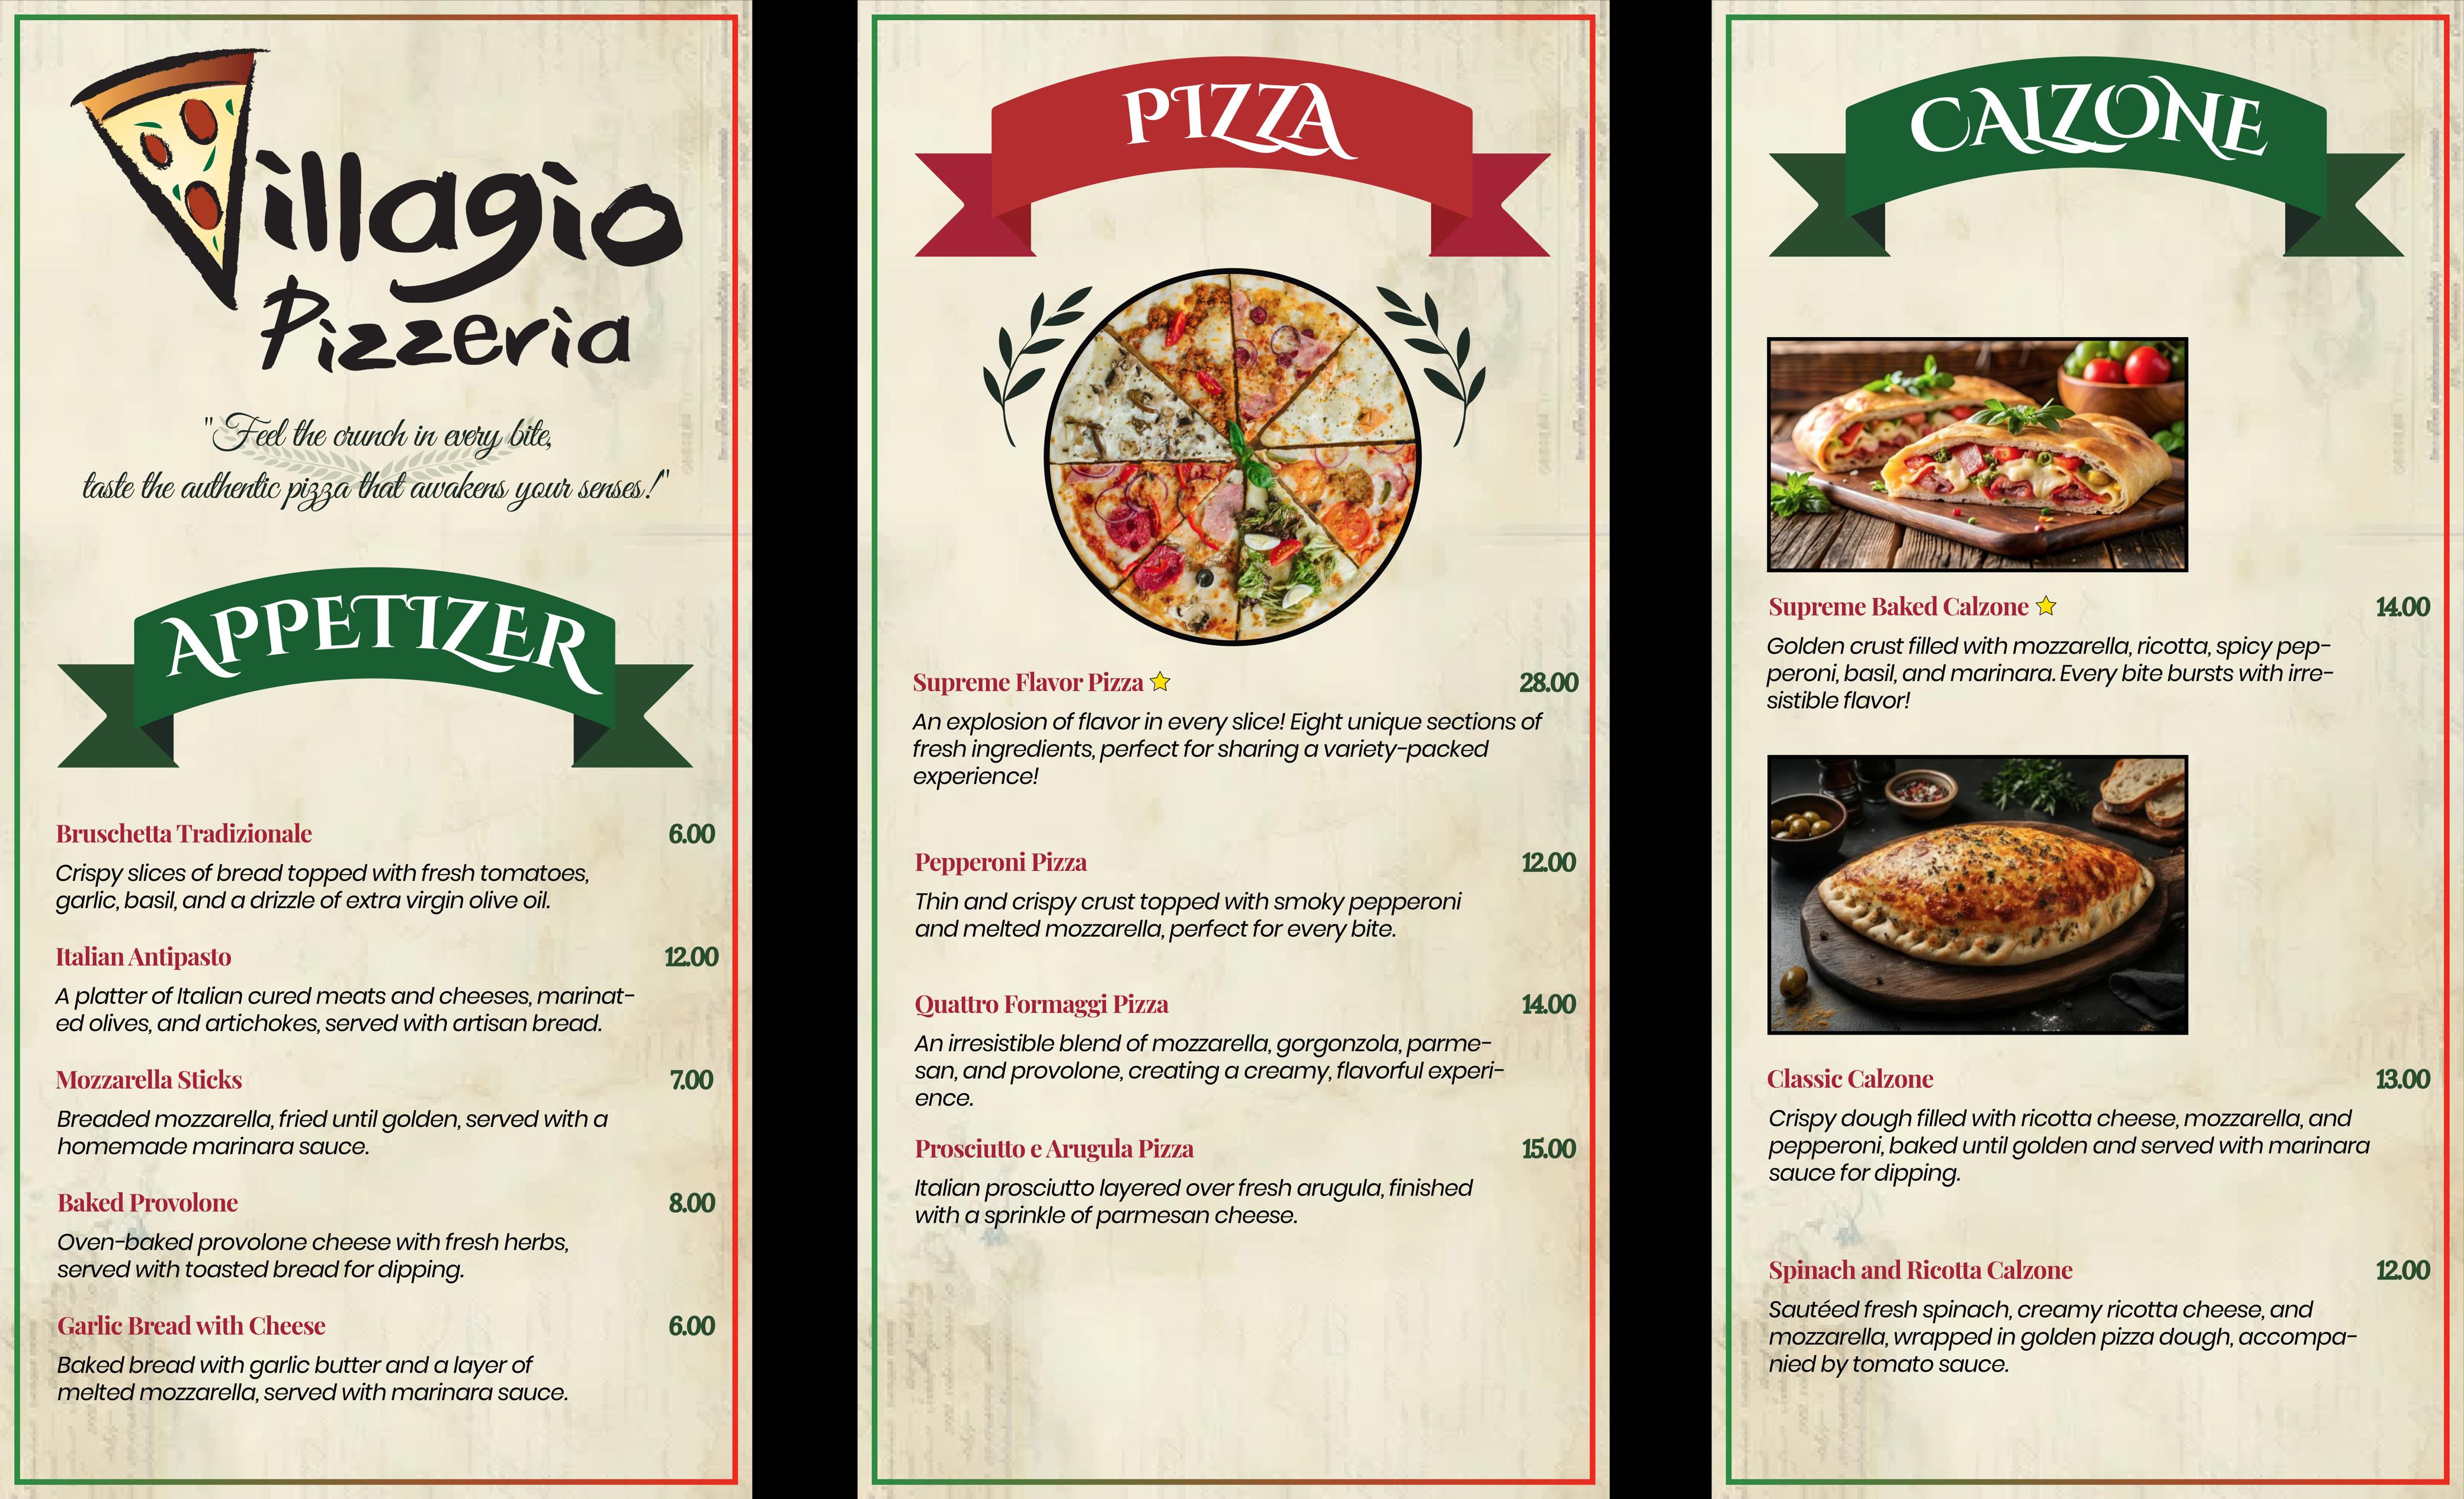 Villagio
Pizzeria
"Feel the crunch in every bite,
taste the authentic pizza that awakens your senses!"
APPETIZER
Bruschetta Tradizionale 6.00
Crispy slices of bread topped with fresh tomatoes,
garlic, basil, and a drizzle of extra virgin olive oil.
Italian Antipasto 12.00
A platter of Italian cured meats and cheeses, marinat-
ed olives, and artichokes, served with artisan bread.
Mozzarella Sticks 7.00
Breaded mozzarella, fried until golden, served with a
homemade marinara sauce.
Baked Provolone 8.00
Oven-baked provolone cheese with fresh herbs,
served with toasted bread for dipping.
Garlic Bread with Cheese 6.00
Baked bread with garlic butter and a layer of
melted mozzarella, served with marinara sauce.
PIZZA
Supreme Flavor Pizza 28.00
An explosion of flavor in every slice! Eight unique sections of
fresh ingredients, perfect for sharing a variety-packed
experience!
Pepperoni Pizza 12.00
Thin and crispy crust topped with smoky pepperoni
and melted mozzarella, perfect for every bite.
Quattro Formaggi Pizza 14.00
An irresistible blend of mozzarella, gorgonzola, parme-
san, and provolone, creating a creamy, flavorful experi-
ence.
Prosciutto e Arugula Pizza 15.00
Italian prosciutto layered over fresh arugula, finished
with a sprinkle of parmesan cheese.
CALZONE
Supreme Baked Calzone 14.00
Golden crust filled with mozzarella, ricotta, spicy pep-
peroni, basil, and marinara. Every bite bursts with irre-
sistible flavor!
Classic Calzone 13.00
Crispy dough filled with ricotta cheese, mozzarella, and
pepperoni, baked until golden and served with marinara
sauce for dipping.
Spinach and Ricotta Calzone 12.00
Sautéed fresh spinach, creamy ricotta cheese, and
mozzarella, wrapped in golden pizza dough, accompa-
nied by tomato sauce.